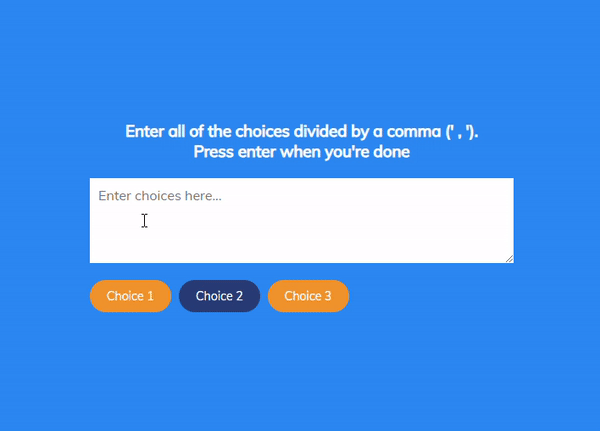 Enter all of the choices divided by a comma (' , ').
Press enter when you're done
Enter choices here...
Choice 1 Choice 2 Choice 3